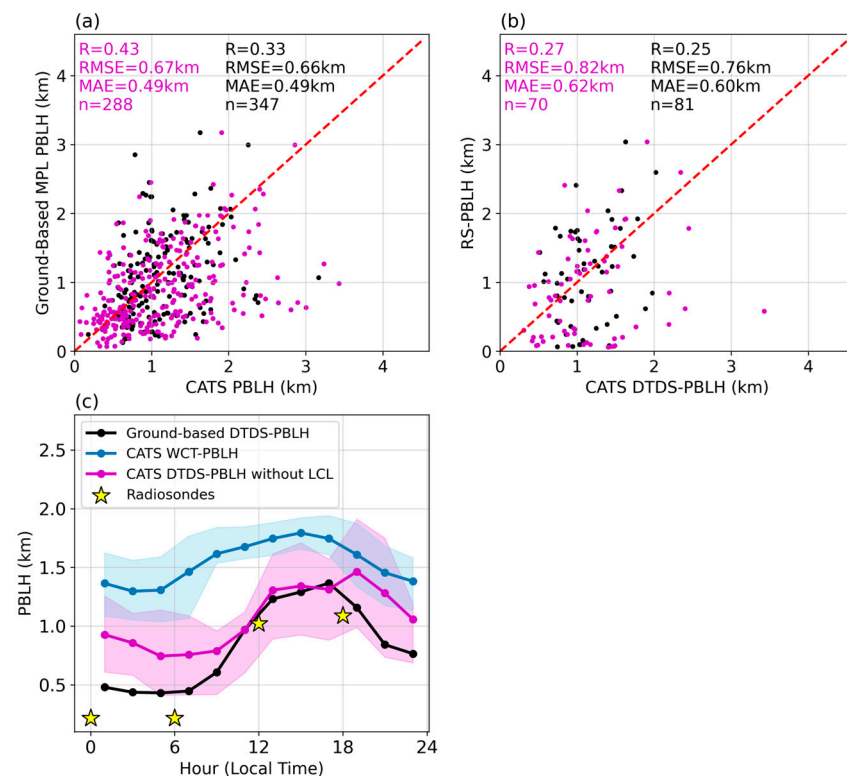 (a)
R=0.43 R=0.33
RMSE=0.67km RMSE=0.66km
MAE=0.49km MAE=0.49km
n=288 n=347
Ground-Based MPL PBLH (km)
4
3
2
1
0
0 1 2 3 4
CATS PBLH (km)
(b)
R=0.27 R=0.25
RMSE=0.82km RMSE=0.76km
MAE=0.62km MAE=0.60km
n=70 n=81
RS-PBLH (km)
4
3
2
1
0
0 1 2 3 4
CATS DTDS-PBLH (km)
(c)
Ground-based DTDS-PBLH
CATS WCT-PBLH
CATS DTDS-PBLH without LCL
Radiosondes
PBLH (km)
2.5
2.0
1.5
1.0
0.5
0 6 12 18 24
Hour (Local Time)